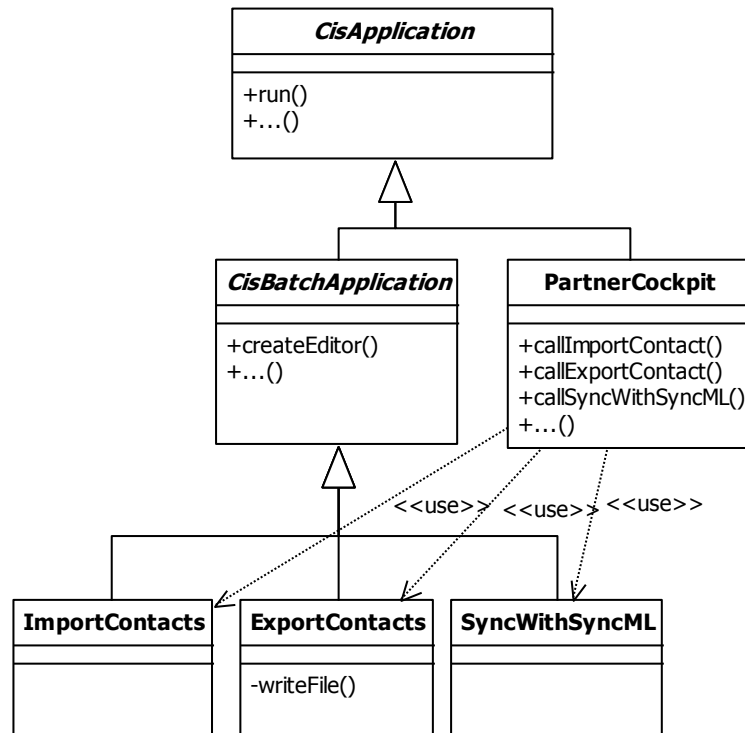 CisApplication
+run()
+...()
CisBatchApplication
+createEditor()
+...()
PartnerCockpit
+callImportContact()
+callExportContact()
+callSyncWithSyncML()
+...()
<<use>>
<<use>>
<<use>>
ImportContacts
ExportContacts
-writeFile()
SyncWithSyncML